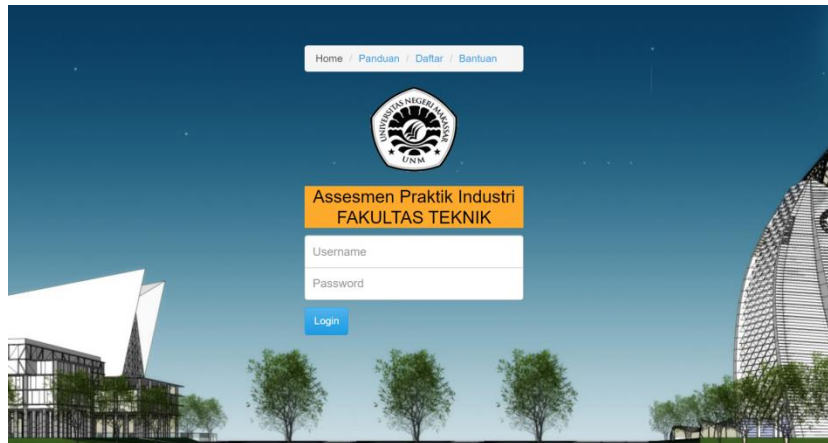 Home / Panduan / Daftar / Bantuan
UNIVERSITAS NEGERI MAKASSAR
UNM
Assesmen Praktik Industri
FAKULTAS TEKNIK
Username
Password
Login